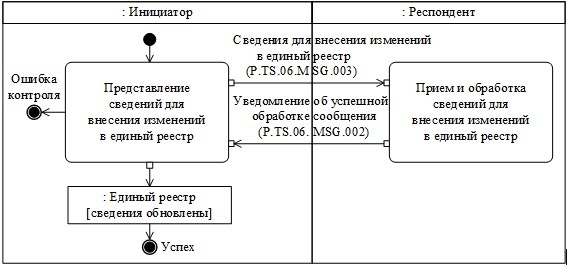 : Инициатор
: Респондент
Сведения для внесения изменений
в единый реестр
(P.TS.06.MSG.003)
Ошибка
контроля
Представление
сведений для
внесения изменений
в единый реестр
Прием и обработка
сведений для
внесения изменений
в единый реестр
Уведомление об успешной
обработке сообщения
(P.TS.06. MSG.002)
: Единый реестр
[сведения обновлены]
Успех